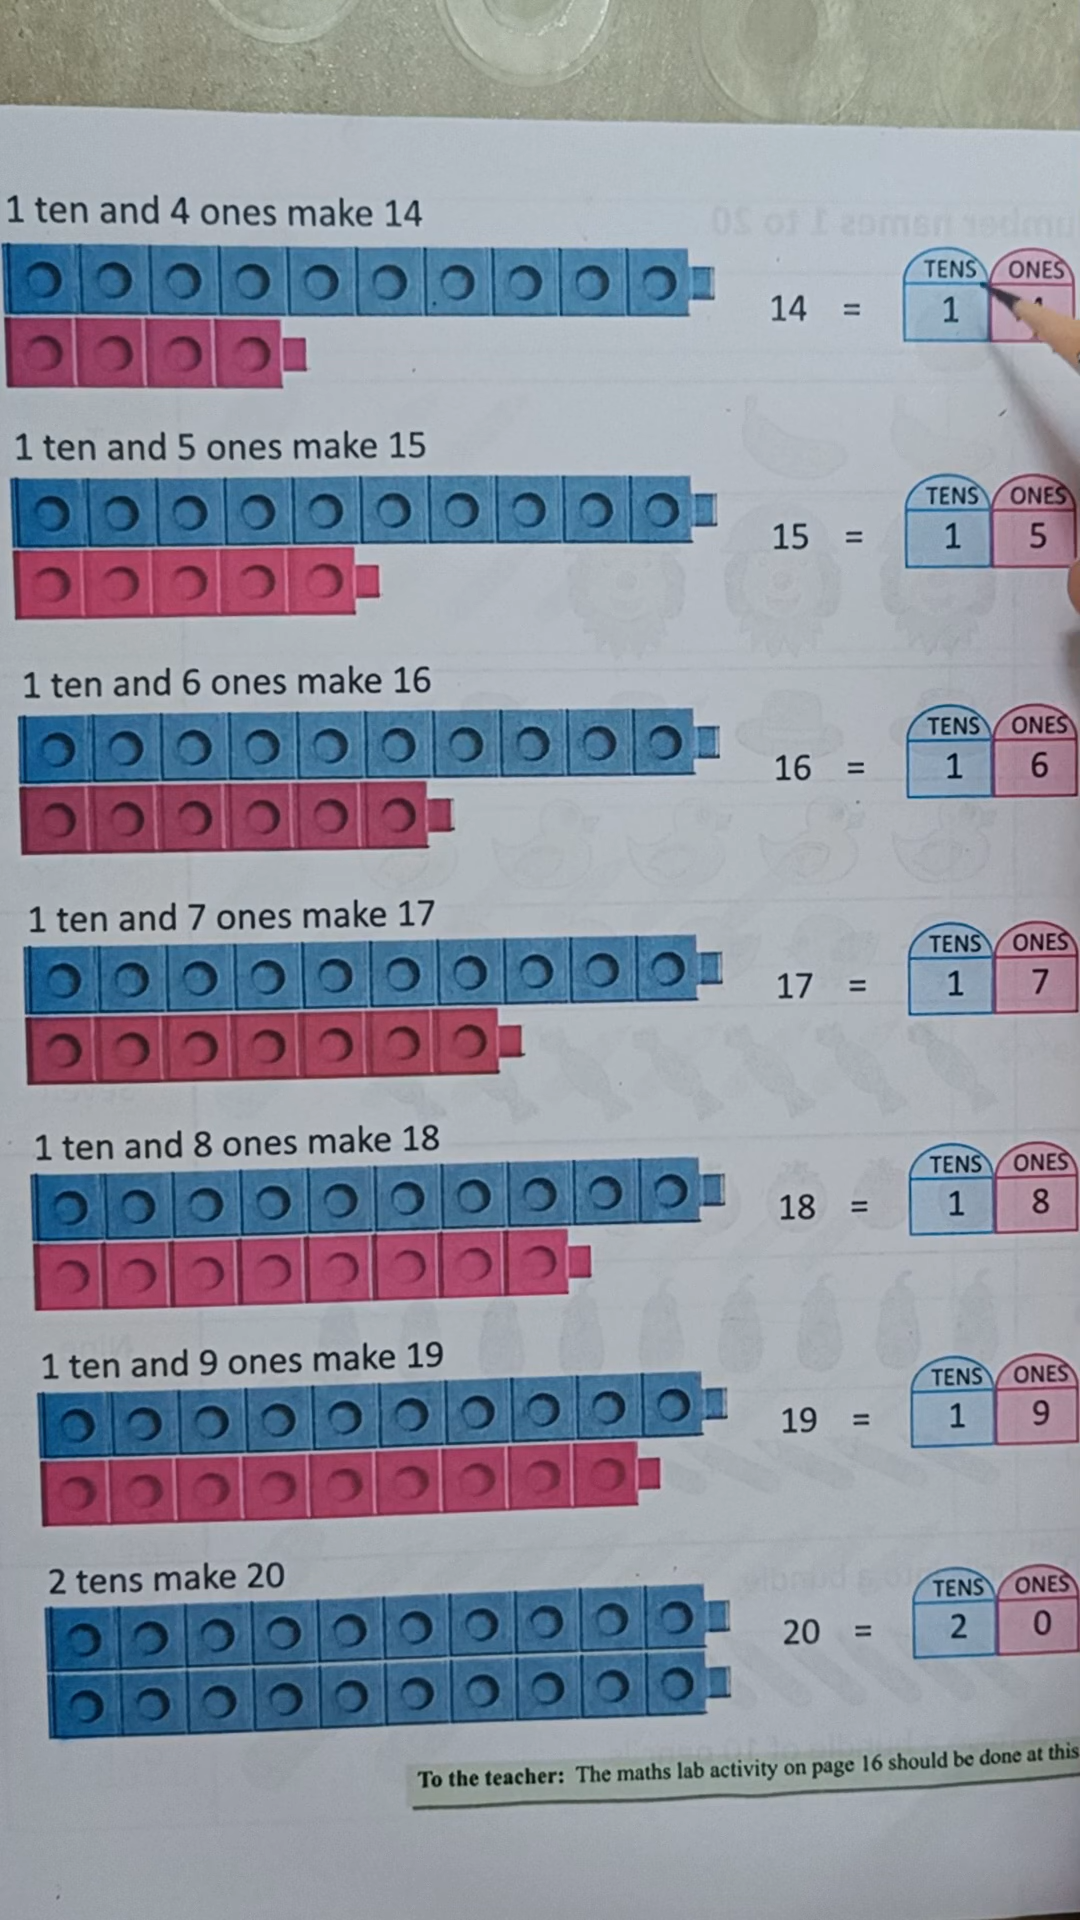 1 ten and 4 ones make 14
TENS ONES
14 = 1
1 ten and 5 ones make 15
TENS ONES
15 = 1 5
1 ten and 6 ones make 16
TENS ONES
16 = 1 6
1 ten and 7 ones make 17
TENS ONES
17 = 1 7
1 ten and 8 ones make 18
TENS ONES
18 = 1 8
1 ten and 9 ones make 19
TENS ONES
19 = 1 9
2 tens make 20
TENS ONES
20 = 2 0
To the teacher: The maths lab activity on page 16 should be done at this